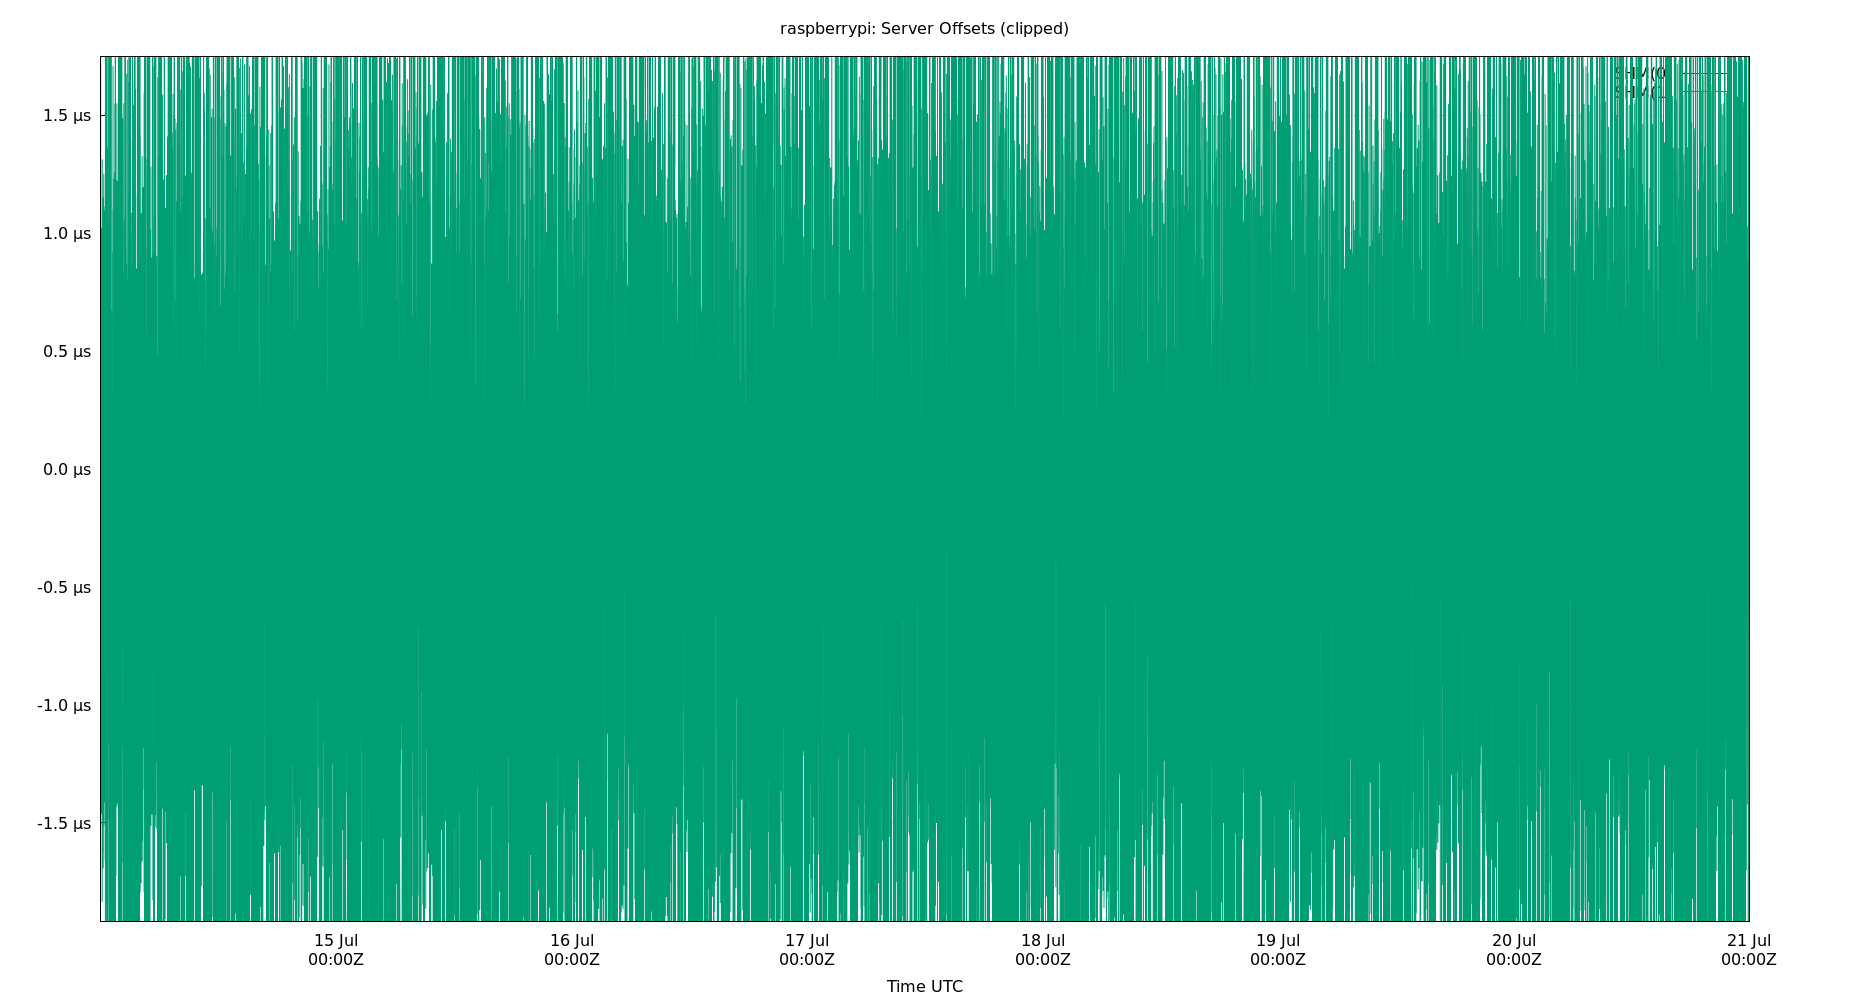 raspberrypi: Server Offsets (clipped)
1.5 µs
1.0 µs
0.5 µs
0.0 µs
-0.5 µs
-1.0 µs
-1.5 µs
15 Jul
00:00Z
16 Jul
00:00Z
17 Jul
00:00Z
18 Jul
00:00Z
19 Jul
00:00Z
20 Jul
00:00Z
21 Jul
00:00Z
Time UTC